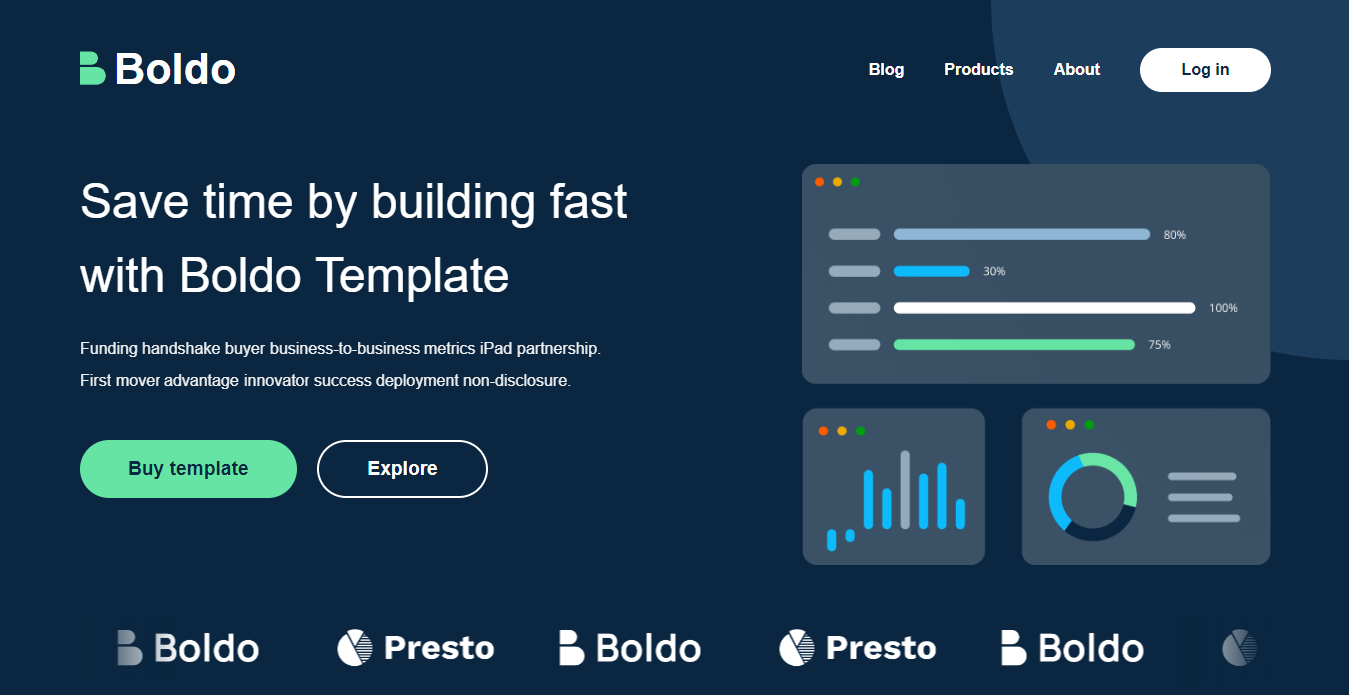 Boldo
Blog
Products
About
Log in
Save time by building fast
with Boldo Template
Funding handshake buyer business-to-business metrics iPad partnership.
First mover advantage innovator success deployment non-disclosure.
Buy template
Explore
80%
30%
100%
75%
Boldo
Presto
Boldo
Presto
Boldo